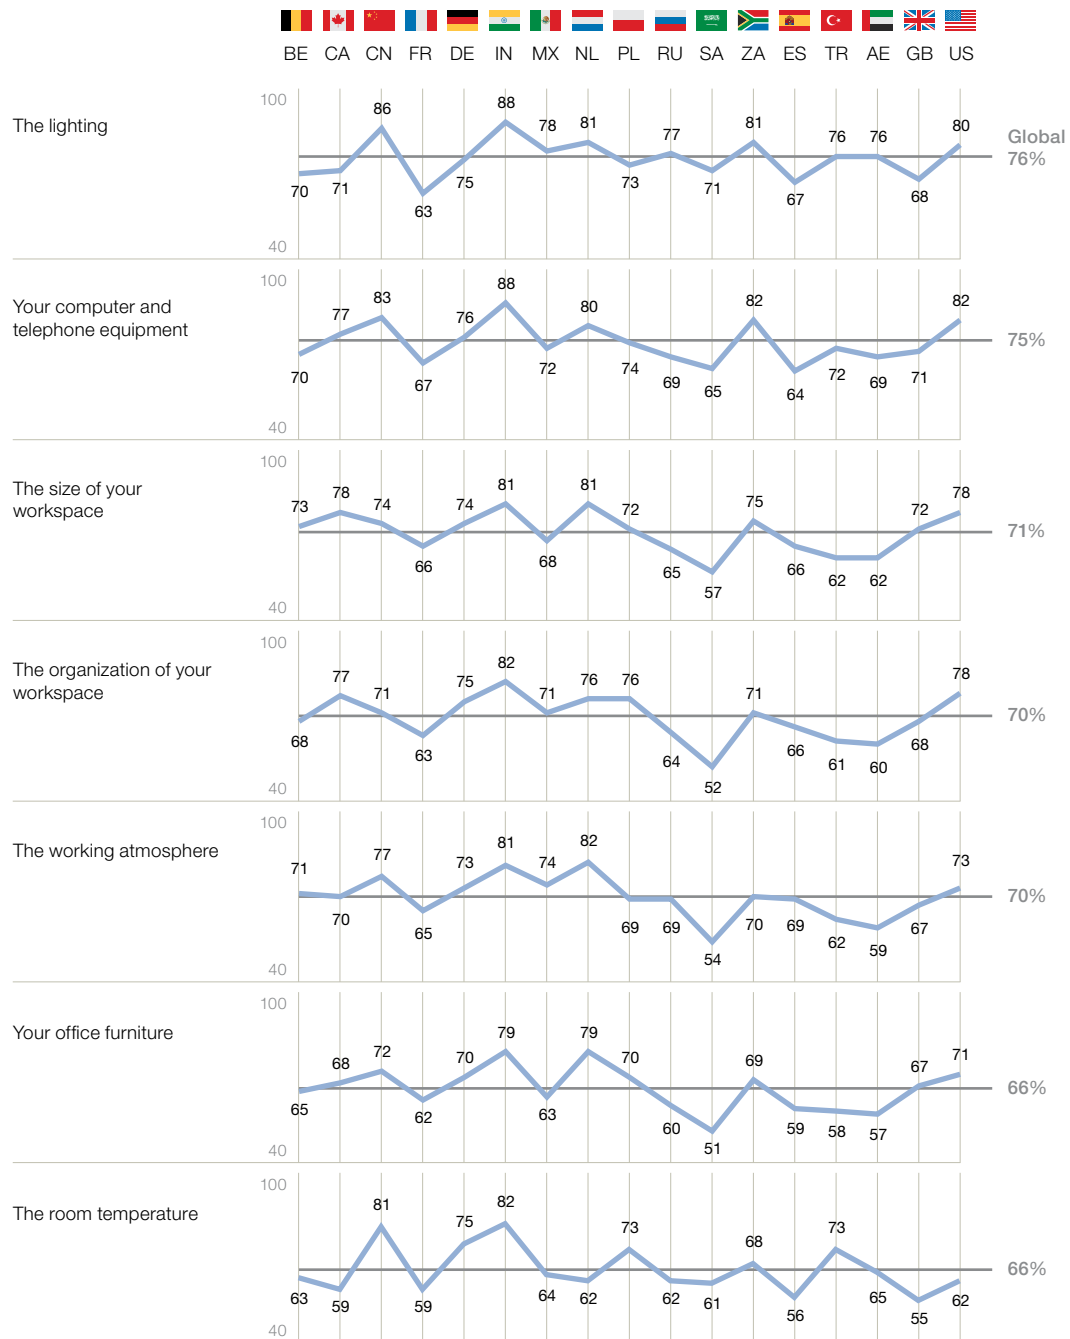 BE CA CN FR DE IN MX NL PL RU SA ZA ES TR AE GB US
The lighting
100
40
70 71 86 63 75 88 78 81 73 77 71 81 67 76 76 68 80
Global
76%
Your computer and
telephone equipment
100
40
70 77 83 67 76 88 72 80 74 69 65 82 64 72 69 71 82
75%
The size of your
workspace
100
40
73 78 74 66 74 81 68 81 72 65 57 75 66 62 62 72 78
71%
The organization of your
workspace
100
40
68 77 71 63 75 82 71 76 76 64 52 71 66 61 60 68 78
70%
The working atmosphere
100
40
71 70 77 65 73 81 74 82 69 69 54 70 69 62 59 67 73
70%
Your office furniture
100
40
65 68 72 62 70 79 63 79 70 60 51 69 59 58 57 67 71
66%
The room temperature
100
40
63 59 81 59 75 82 64 62 73 62 61 68 56 73 65 55 62
66%